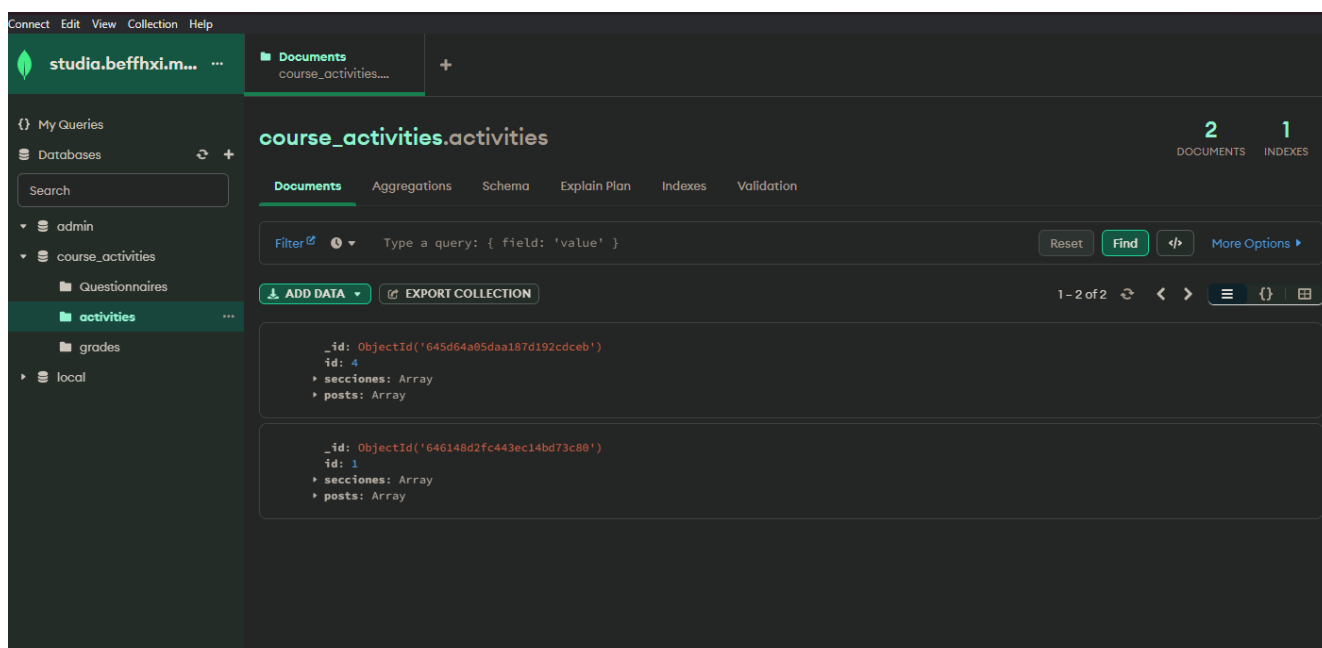 Connect Edit View Collection Help
studia.beffhxi.m... ...
Documents
course_activities....
+
{} My Queries
Databases +
Search
admin
course_activities
Questionnaires
activities ...
grades
local
course_activities.activities
2 1
DOCUMENTS INDEXES
Documents Aggregations Schema Explain Plan Indexes Validation
Filter Type a query: { field: 'value' } Reset Find </> More Options
ADD DATA EXPORT COLLECTION 1 – 2 of 2 < > {}
_id: ObjectId('645d64a05daa187d192cdceb')
id: 4
secciones: Array
posts: Array
_id: ObjectId('646148d2fc443ec14bd73c80')
id: 1
secciones: Array
posts: Array